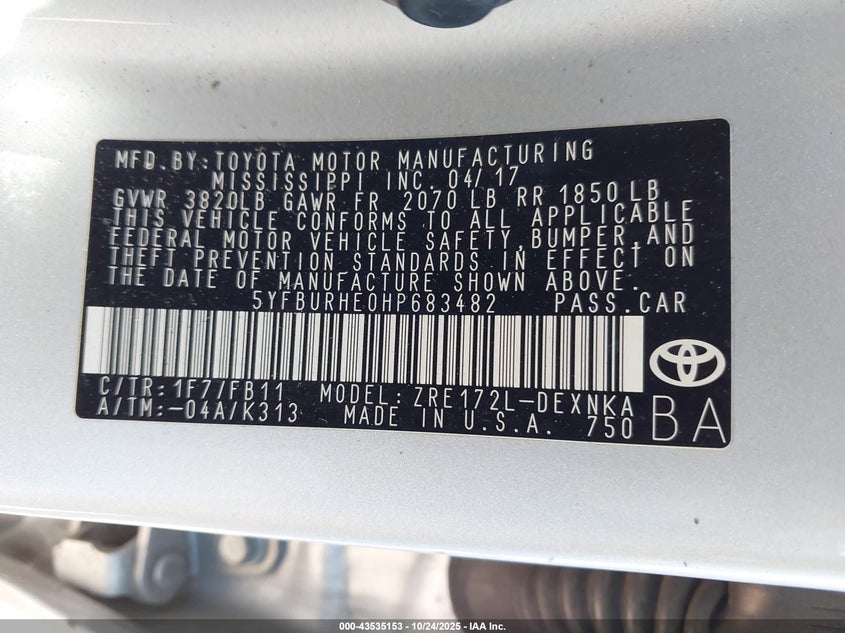 MFD.BY:TOYOTA MOTOR MANUFACTURING
MISSISSIPPI INC. 04/17
GVWR 3820LB GAWR FR 2070 LB RR 1850 LB
THIS VEHICLE CONFORMS TO ALL APPLICABLE
FEDERAL MOTOR VEHICLE SAFETY,BUMPER,AND
THEFT PREVENTION STANDARDS IN EFFECT ON
THE DATE OF MANUFACTURE SHOWN ABOVE.
5YFBURHE0HP683482 PASS.CAR
C/TR:1F7/FB11 MODEL:ZRE172L-DEXNKA
A/TM:-04A/K313 MADE IN U.S.A. 750 BA
000-43535153 - 10/24/2025 - IAA Inc.